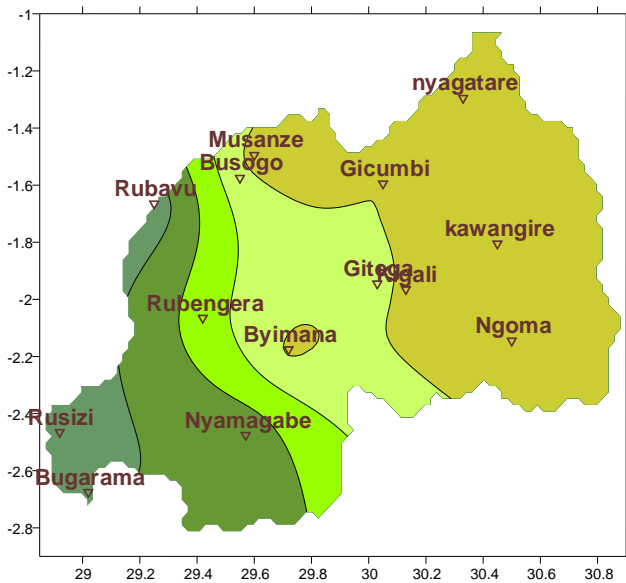 -1
-1.2
nyagatare
-1.4
Musanze
Busogo
Gicumbi
-1.6
Rubavu
kawangire
-1.8
Gitega
Kigali
-2
Rubengera
Ngoma
Byimana
-2.2
-2.4
Rusizi
Nyamagabe
-2.6
Bugarama
-2.8
29 29.2 29.4 29.6 29.8 30 30.2 30.4 30.6 30.8